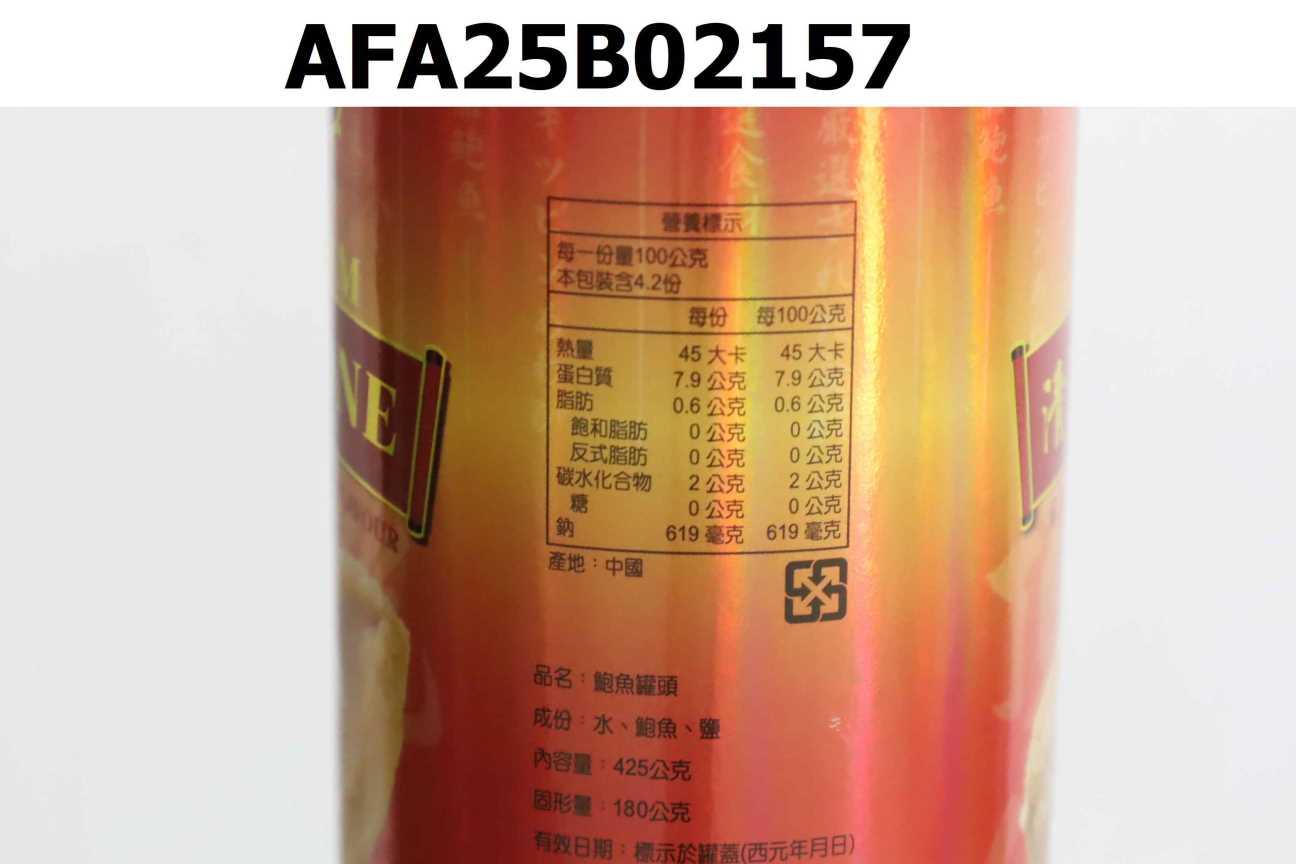 AFA25B02157
營養標示
每一份量100公克
本包裝含4.2份
每份 每100公克
熱量 45 大卡 45 大卡
蛋白質 7.9 公克 7.9 公克
脂肪 0.6 公克 0.6 公克
飽和脂肪 0 公克 0 公克
反式脂肪 0 公克 0 公克
碳水化合物 2 公克 2 公克
糖 0 公克 0 公克
鈉 619 毫克 619 毫克
產地：中國
品名：鮑魚罐頭
成份：水、鮑魚、鹽
內容量：425公克
固形量：180公克
有效日期：標示於罐蓋(西元年月日)
M
NE
OUR
清
鮑魚